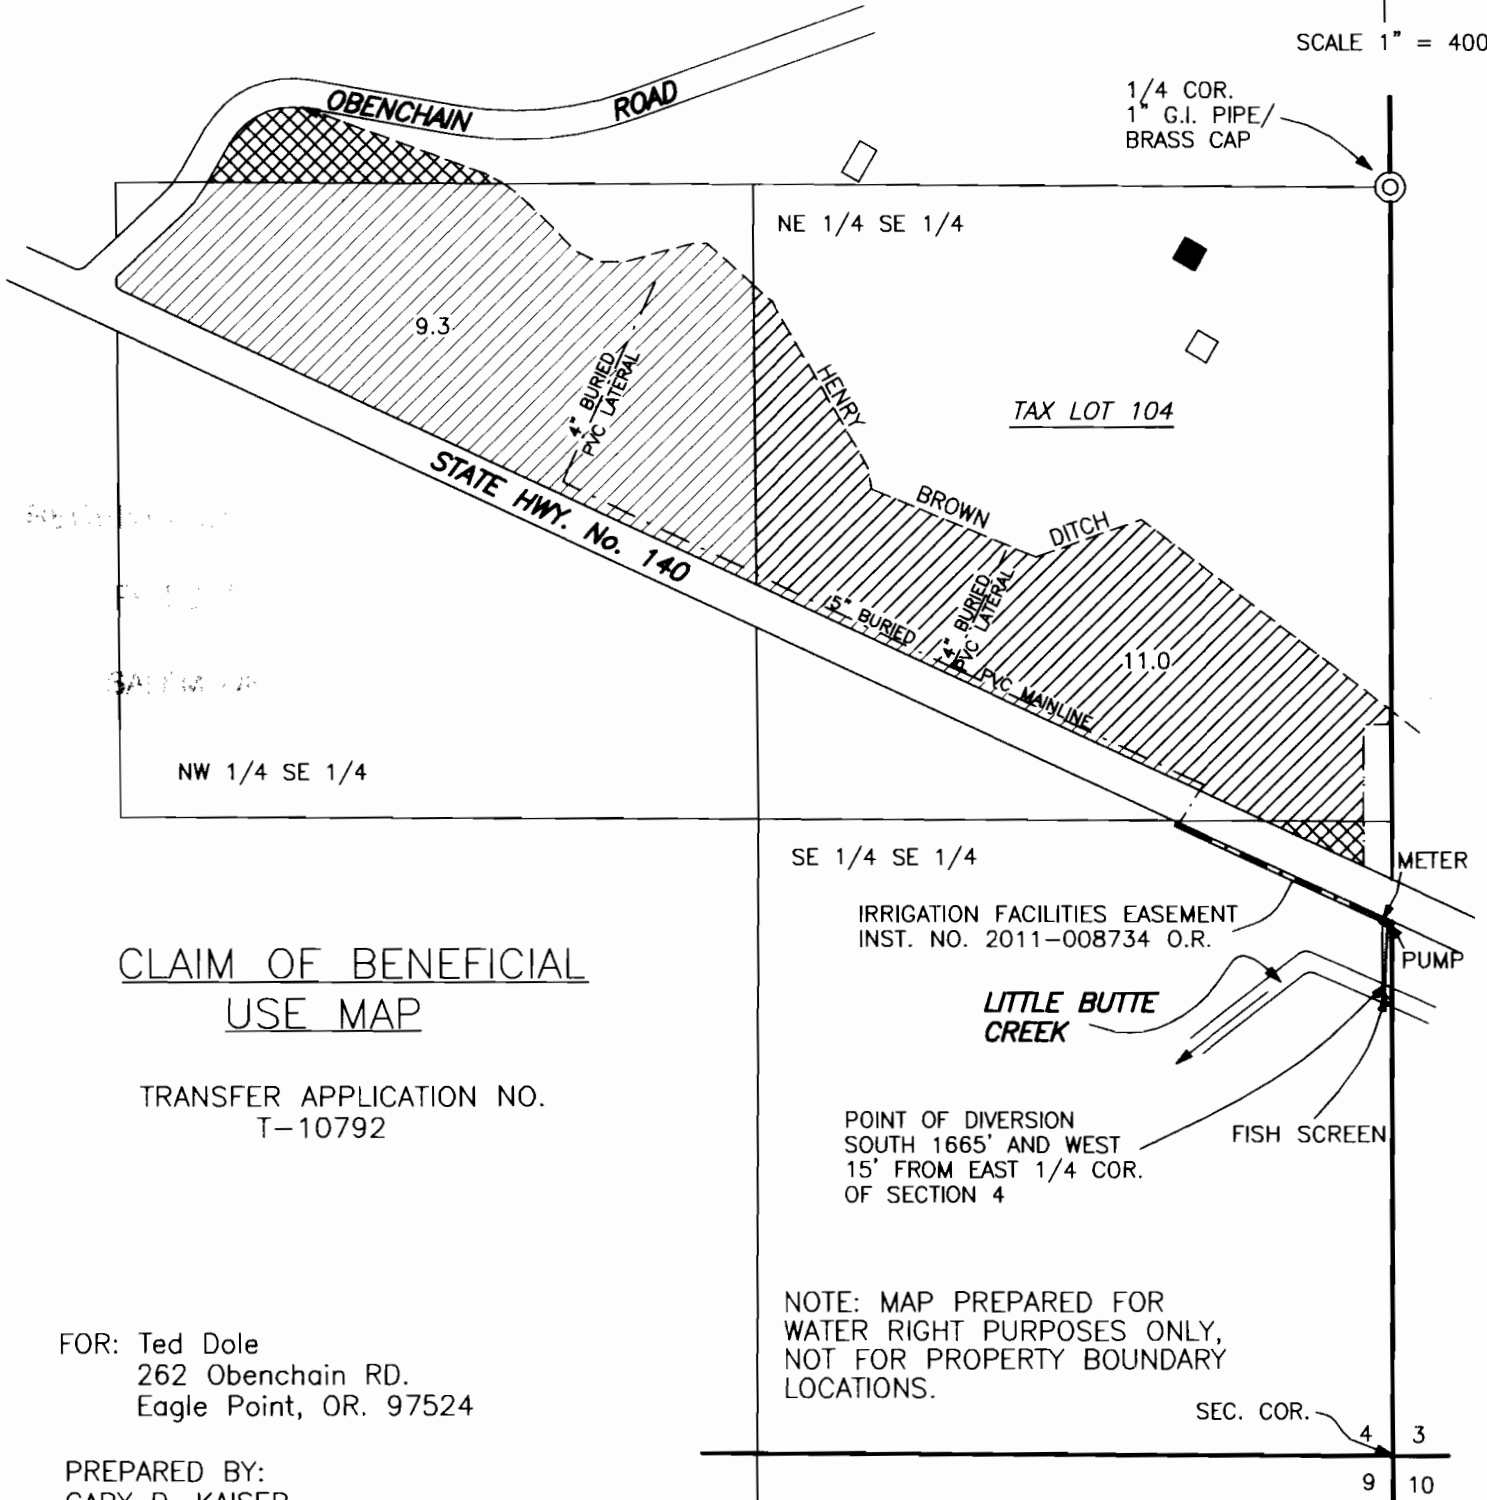 SCALE 1" = 400
1/4 COR.
1" G.I. PIPE/
BRASS CAP
OBENCHAIN ROAD
NE 1/4 SE 1/4
9.3
HENRY
TAX LOT 104
4" BURIED
PVC LATERAL
STATE HWY. No. 140
BROWN
DITCH
5" BURIED
4" BURIED
PVC LATERAL
11.0
PVC MAINLINE
NW 1/4 SE 1/4
SE 1/4 SE 1/4
METER
IRRIGATION FACILITIES EASEMENT
INST. NO. 2011-008734 O.R.
PUMP
CLAIM OF BENEFICIAL
USE MAP
LITTLE BUTTE
CREEK
TRANSFER APPLICATION NO.
T-10792
POINT OF DIVERSION
SOUTH 1665' AND WEST
15' FROM EAST 1/4 COR.
OF SECTION 4
FISH SCREEN
NOTE: MAP PREPARED FOR
WATER RIGHT PURPOSES ONLY,
NOT FOR PROPERTY BOUNDARY
LOCATIONS.
FOR: Ted Dole
262 Obenchain RD.
Eagle Point, OR. 97524
SEC. COR.
4 3
9 10
PREPARED BY:
GARY D. KAISER